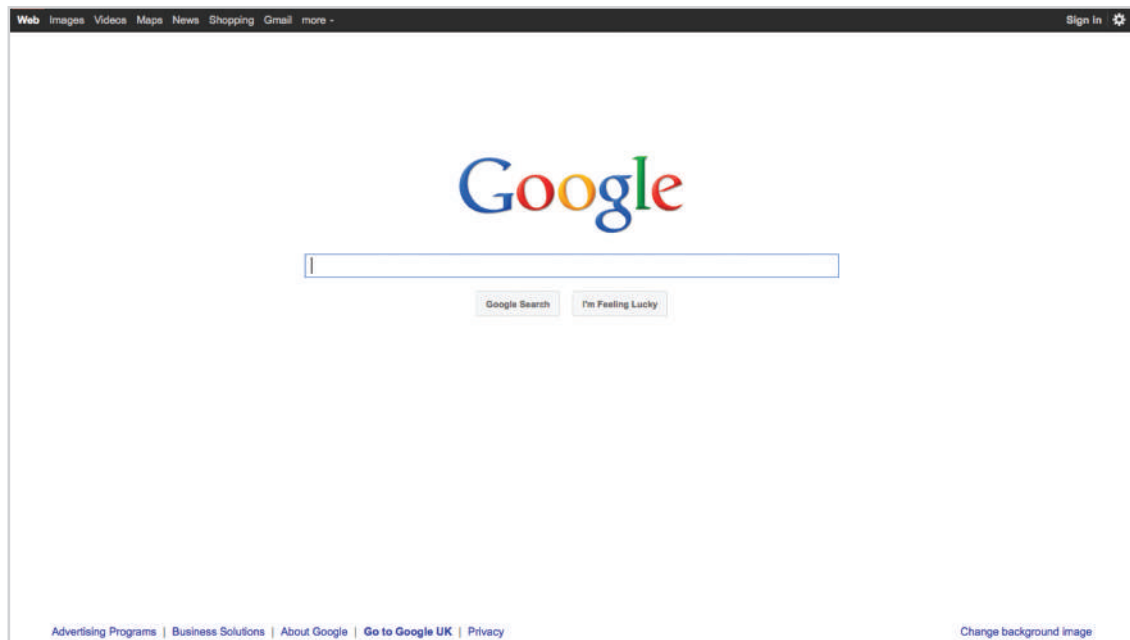 Web Images Videos Maps News Shopping Gmail more - Sign in
Google
Google Search I'm Feeling Lucky
Advertising Programs | Business Solutions | About Google | Go to Google UK | Privacy Change background image